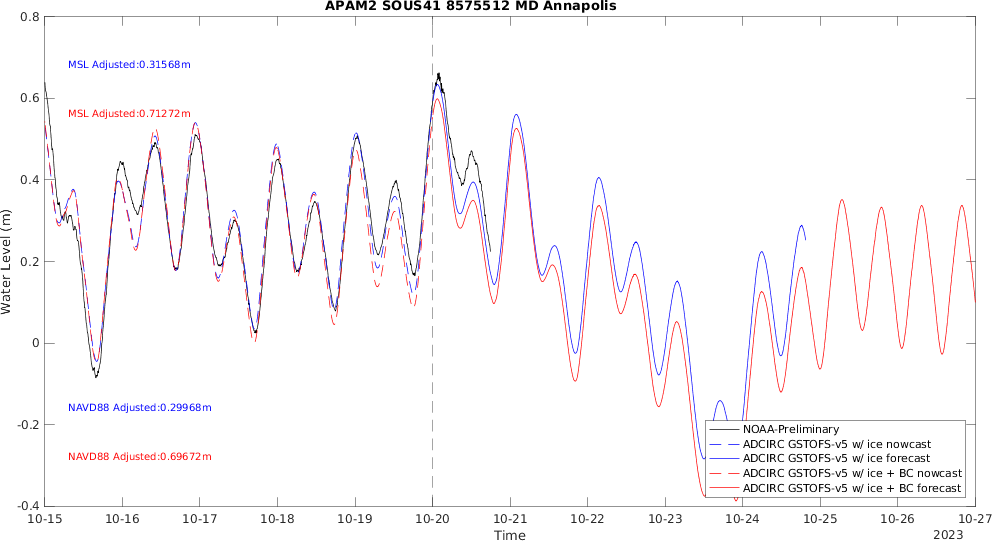 APAM2 SOUS41 8575512 MD Annapolis
0.8
0.6
0.4
0.2
0
-0.2
-0.4
Water Level (m)
MSL Adjusted:0.31568m
MSL Adjusted:0.71272m
NAVD88 Adjusted:0.29968m
NAVD88 Adjusted:0.69672m
NOAA-Preliminary
ADCIRC GSTOFS-v5 w/ ice nowcast
ADCIRC GSTOFS-v5 w/ ice forecast
ADCIRC GSTOFS-v5 w/ice + BC nowcast
ADCIRC GSTOFS-v5 w/ice + BC forecast
10-15 10-16 10-17 10-18 10-19 10-20 10-21 10-22 10-23 10-24 10-25 10-26 10-27
Time
2023